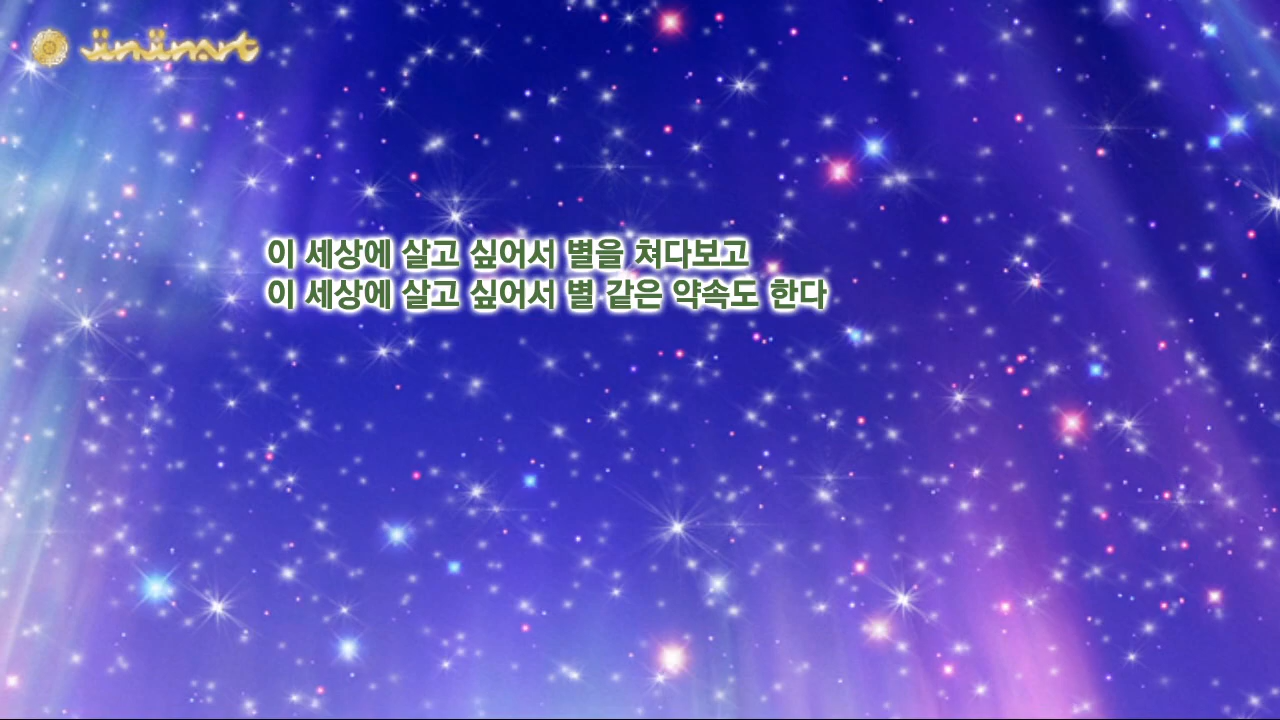 jinjinart
이 세상에 살고 싶어서 별을 쳐다보고
이 세상에 살고 싶어서 별 같은 약속도 한다